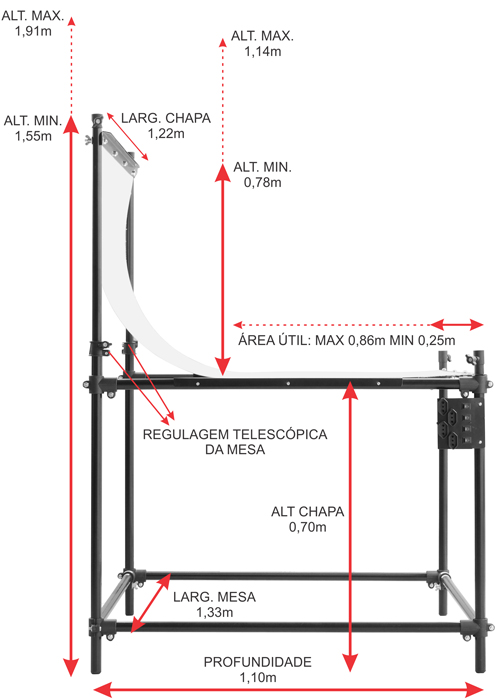 ALT. MAX.
1,91m
ALT. MAX.
1,14m
ALT. MIN.
1,55m
LARG. CHAPA
1,22m
ALT. MIN.
0,78m
ÁREA ÚTIL: MAX 0,86m MIN 0,25m
REGULAGEM TELESCÓPICA
DA MESA
ALT CHAPA
0,70m
LARG. MESA
1,33m
PROFUNDIDADE
1,10m